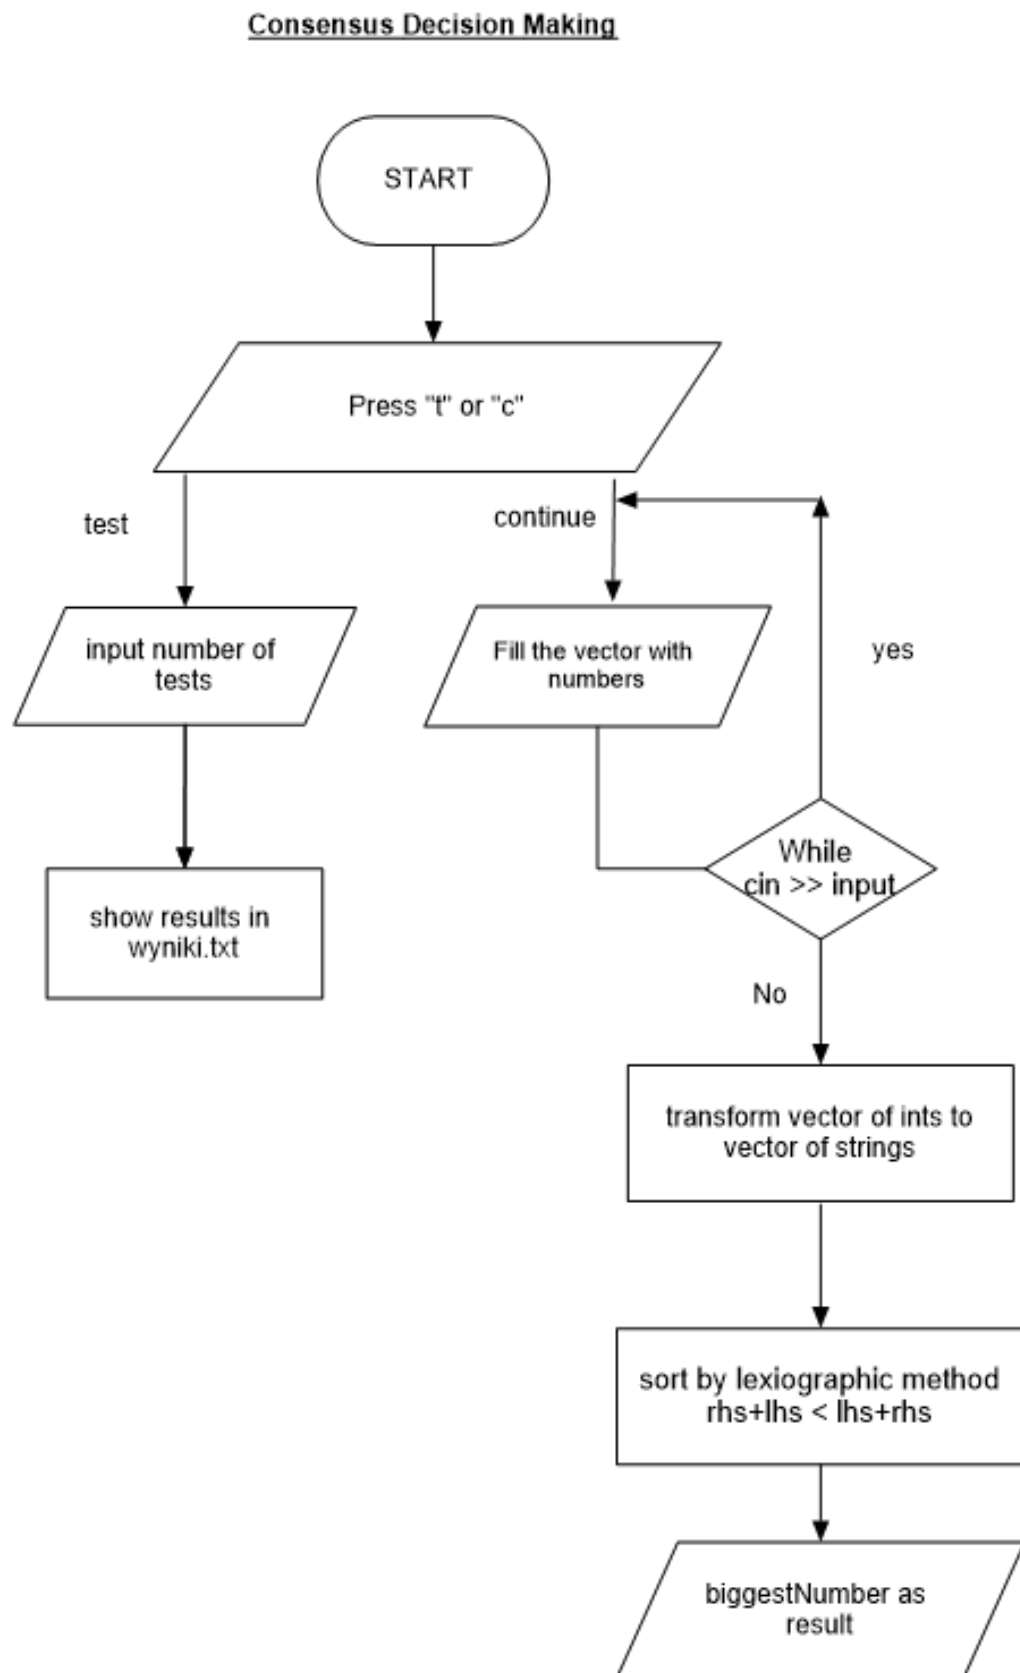 Consensus Decision Making
START
Press "t" or "c"
test
continue
input number of
tests
Fill the vector with
numbers
yes
While
cin >> input
show results in
wyniki.txt
No
transform vector of ints to
vector of strings
sort by lexiographic method
rhs+lhs < lhs+rhs
biggestNumber as
result